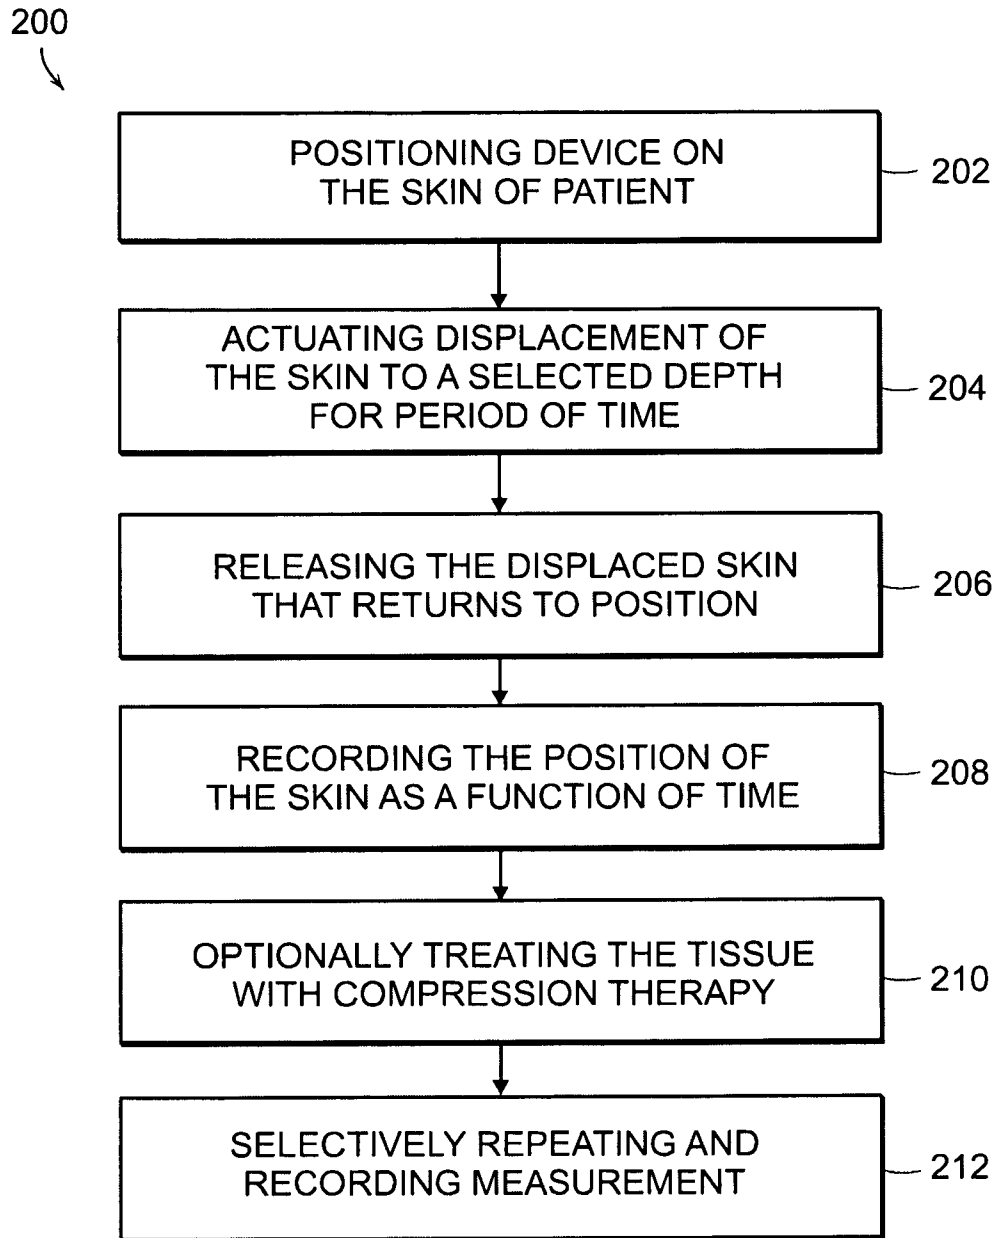 200
POSITIONING DEVICE ON
THE SKIN OF PATIENT
202
ACTUATING DISPLACEMENT OF
THE SKIN TO A SELECTED DEPTH
FOR PERIOD OF TIME
204
RELEASING THE DISPLACED SKIN
THAT RETURNS TO POSITION
206
RECORDING THE POSITION OF
THE SKIN AS A FUNCTION OF TIME
208
OPTIONALLY TREATING THE TISSUE
WITH COMPRESSION THERAPY
210
SELECTIVELY REPEATING AND
RECORDING MEASUREMENT
212